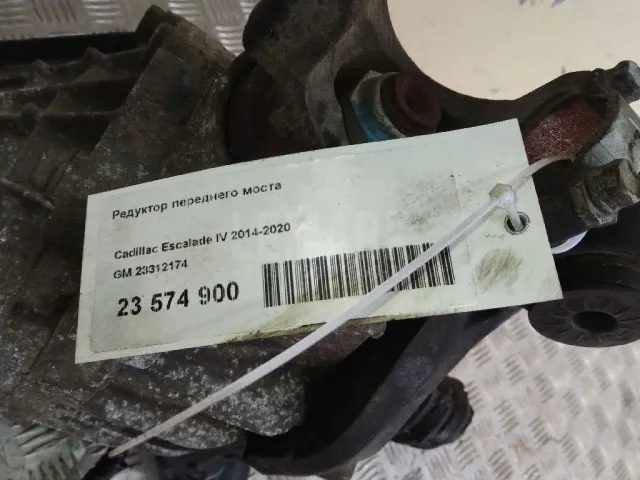 Редуктор переднего моста
Cadillac Escalade IV 2014-2020
GM 23312174
23 574 900